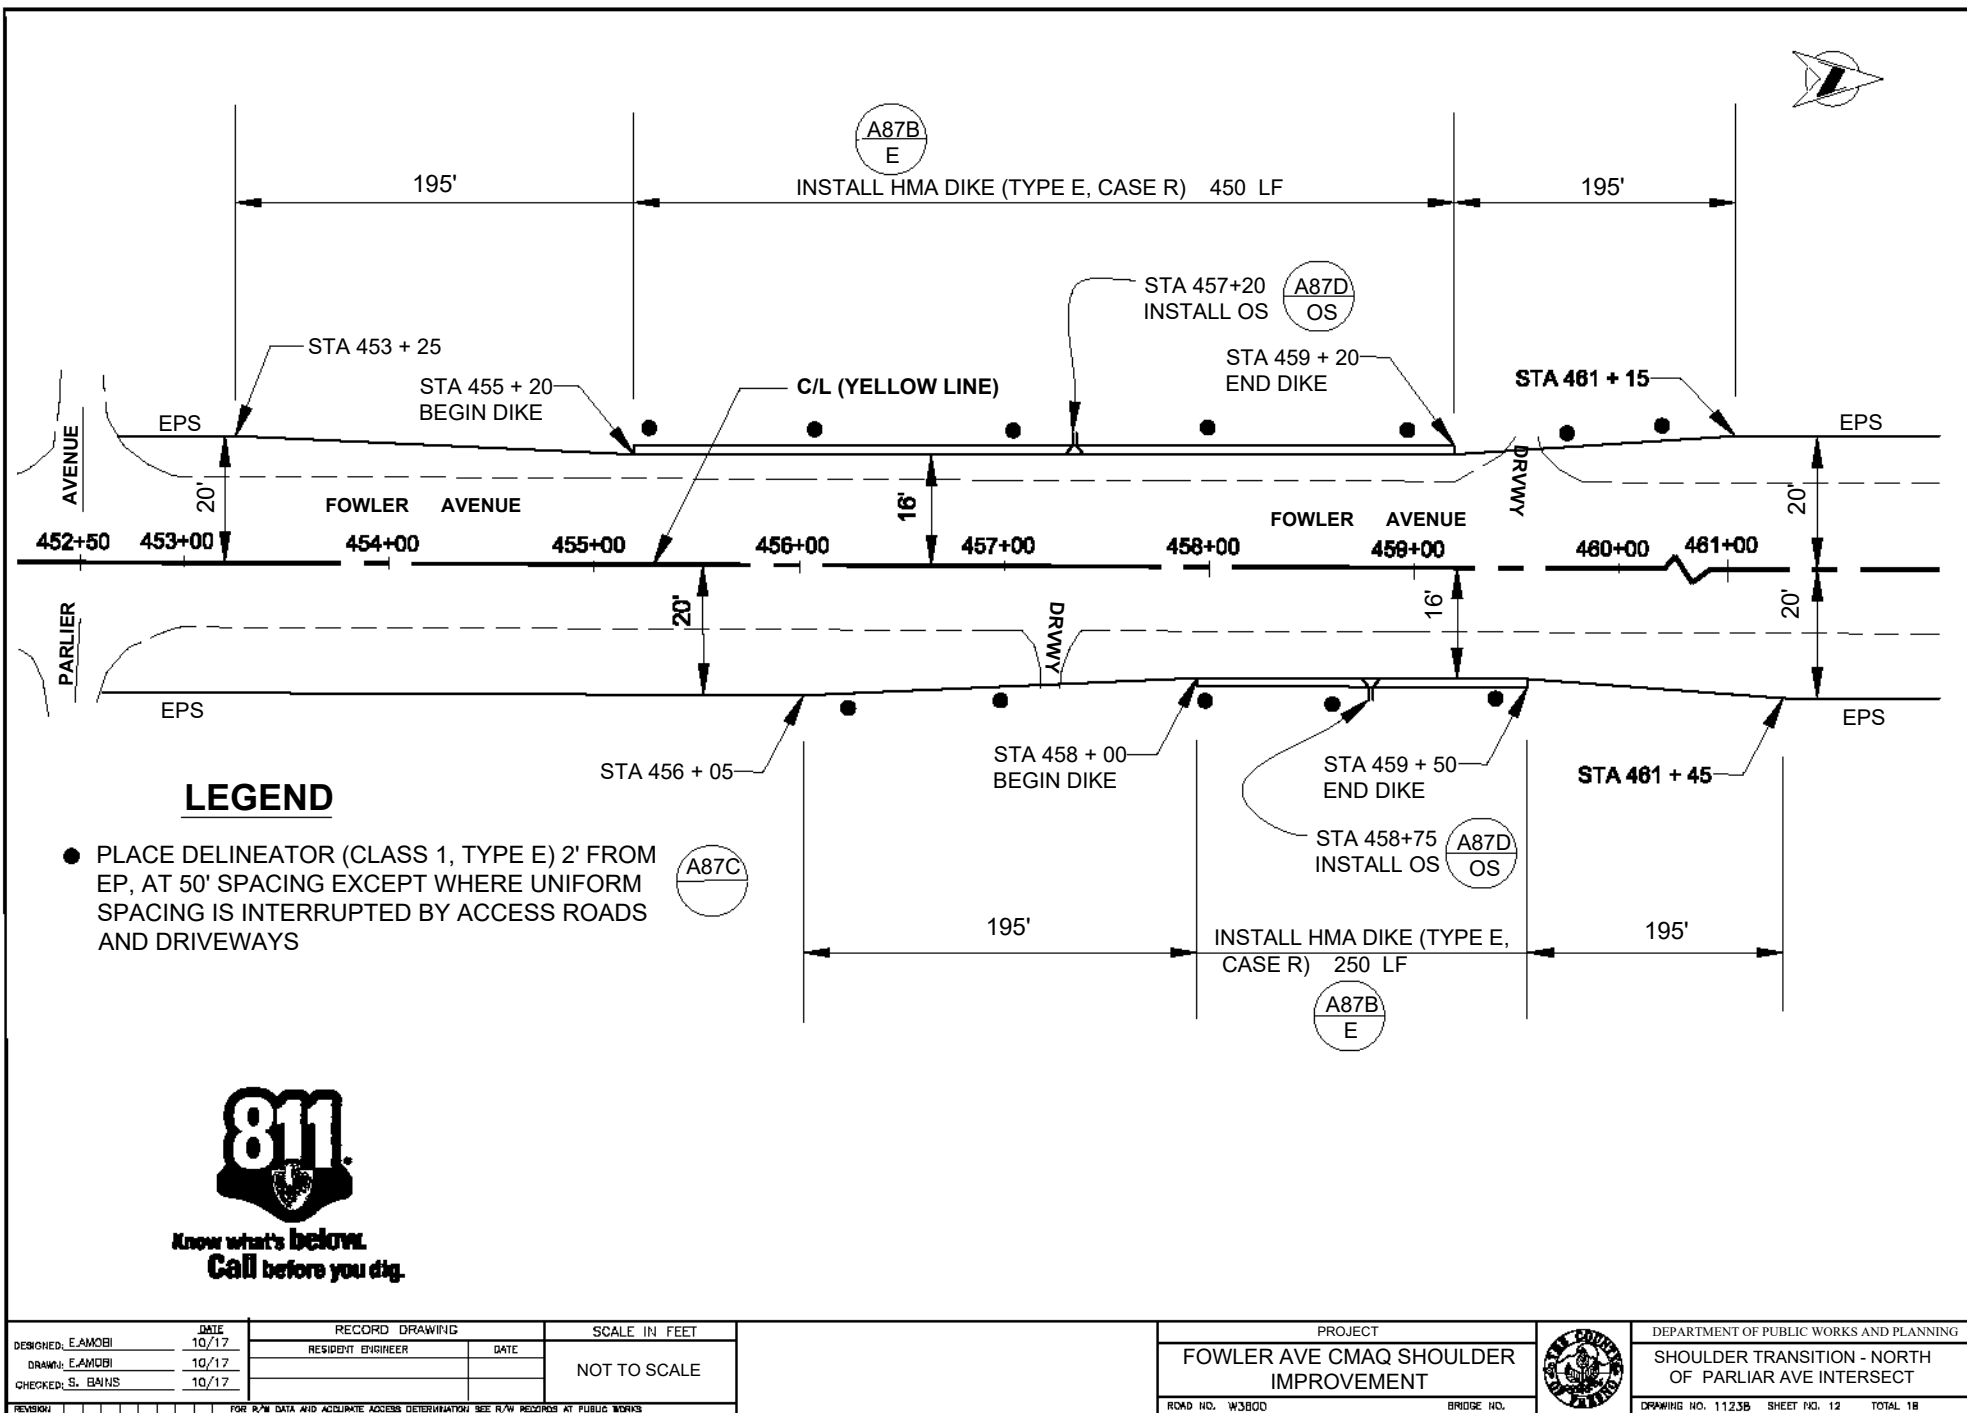 A87B
E
195'
INSTALL HMA DIKE (TYPE E, CASE R) 450 LF
195'
STA 457+20
INSTALL OS
A87D
OS
STA 453 + 25
STA 455 + 20
BEGIN DIKE
C/L (YELLOW LINE)
STA 459 + 20
END DIKE
STA 461 + 15
EPS
EPS
AVENUE
20'
FOWLER AVENUE
16'
FOWLER AVENUE
DRVWY
20'
452+50
453+00
454+00
455+00
456+00
457+00
458+00
459+00
460+00
461+00
PARLIER
20'
DRVWY
16'
20'
EPS
EPS
STA 456 + 05
STA 458 + 00
BEGIN DIKE
STA 459 + 50
END DIKE
STA 461 + 45
STA 458+75
INSTALL OS
A87D
OS
LEGEND
PLACE DELINEATOR (CLASS 1, TYPE E) 2' FROM
EP, AT 50' SPACING EXCEPT WHERE UNIFORM
SPACING IS INTERRUPTED BY ACCESS ROADS
AND DRIVEWAYS
A87C
195'
INSTALL HMA DIKE (TYPE E,
CASE R) 250 LF
195'
A87B
E
811
Know what's below.
Call before you dig.
DATE
DESIGNED: E.AMOBI 10/17
DRAWN: E.AMOBI 10/17
CHECKED: S. BAINS 10/17
REVISION
RECORD DRAWING
RESIDENT ENGINEER DATE
SCALE IN FEET
NOT TO SCALE
FOR R/W DATA AND ACCURATE ACCESS DETERMINATION SEE R/W RECORDS AT PUBLIC WORKS
PROJECT
FOWLER AVE CMAQ SHOULDER
IMPROVEMENT
ROAD NO. W3800 BRIDGE NO.
THE COUNTY
OF FRESNO
DEPARTMENT OF PUBLIC WORKS AND PLANNING
SHOULDER TRANSITION - NORTH
OF PARLIAR AVE INTERSECT
DRAWING NO. 11238 SHEET NO. 12 TOTAL 18